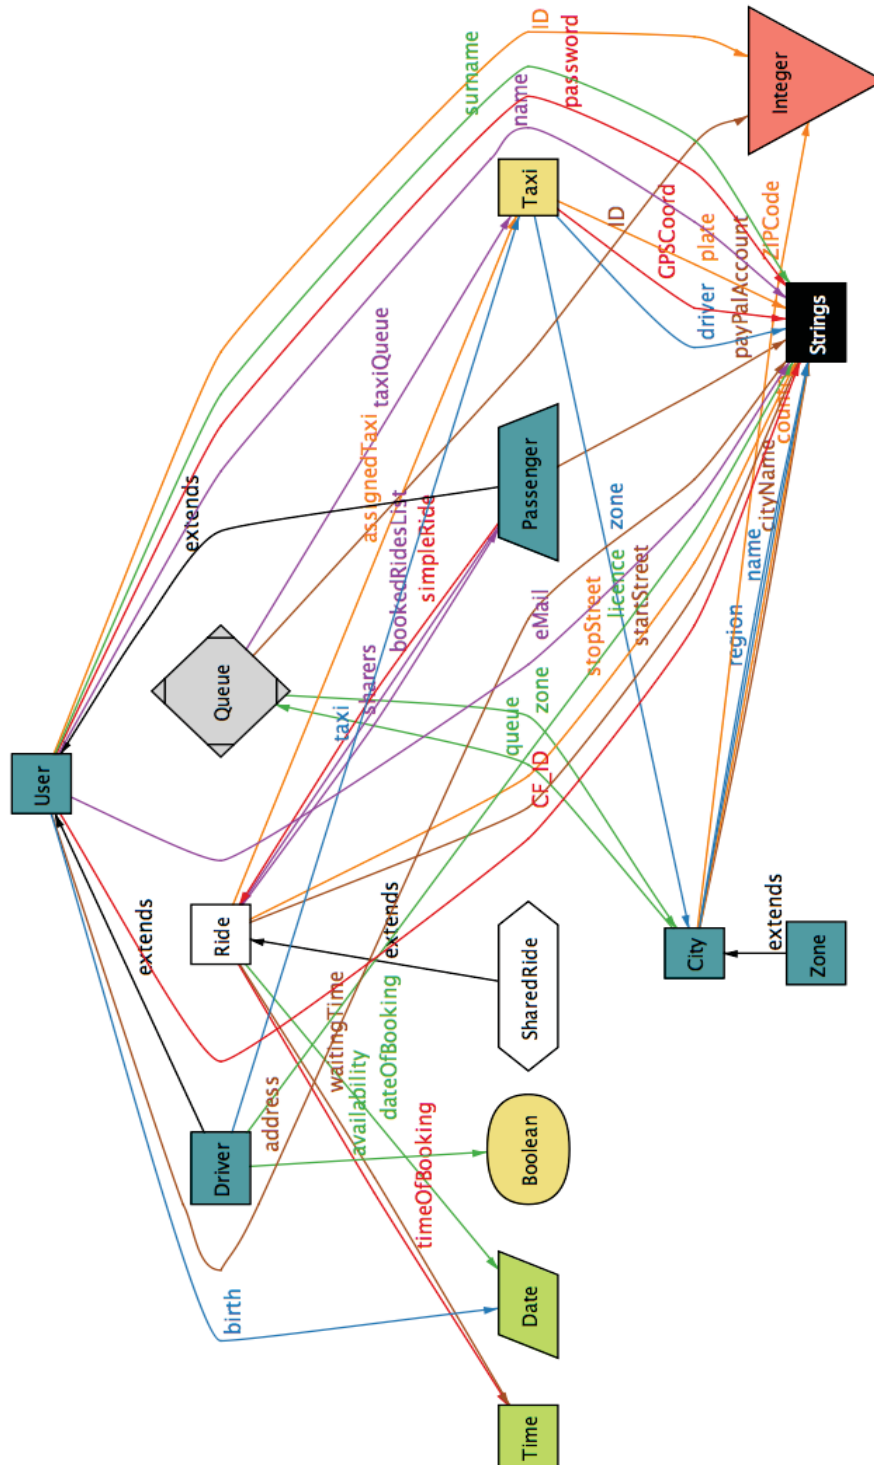 User
extends
extends
Driver
Ride
Queue
birth
address
waitingTime
taxi
availability
sharers
assignedTaxi
taxiQueue
dateOfBooking
extends
bookedRidesList
timeOfBooking
simpleRide
surname
queue
name
Time
Date
Boolean
SharedRide
Passenger
Taxi
CF_ID
zone
eMail
ID
password
stopStreet
licence
zone
ID
startStreet
GPSCoord
City
driver
plate
region
payPalAccount
name
cityName
ZIPCode
extends
Integer
Zone
Strings